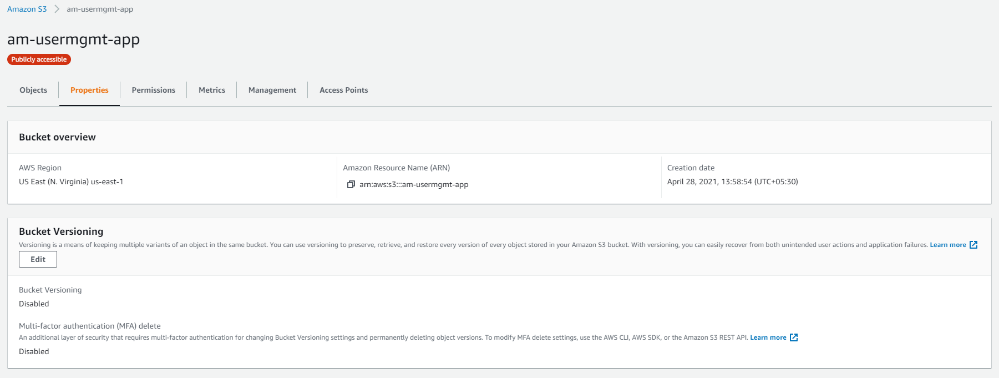 Amazon S3 > am-usermgmt-app
am-usermgmt-app
Publicly accessible
Objects Properties Permissions Metrics Management Access Points
Bucket overview
AWS Region Amazon Resource Name (ARN) Creation date
US East (N. Virginia) us-east-1 arn:aws:s3:::am-usermgmt-app April 28, 2021, 13:58:54 (UTC+05:30)
Bucket Versioning
Versioning is a means of keeping multiple variants of an object in the same bucket. You can use versioning to preserve, retrieve, and restore every version of every object stored in your Amazon S3 bucket. With versioning, you can easily recover from both unintended user actions and application failures. Learn more
Edit
Bucket Versioning
Disabled
Multi-factor authentication (MFA) delete
An additional layer of security that requires multi-factor authentication for changing Bucket Versioning settings and permanently deleting object versions. To modify MFA delete settings, use the AWS CLI, AWS SDK, or the Amazon S3 REST API. Learn more
Disabled